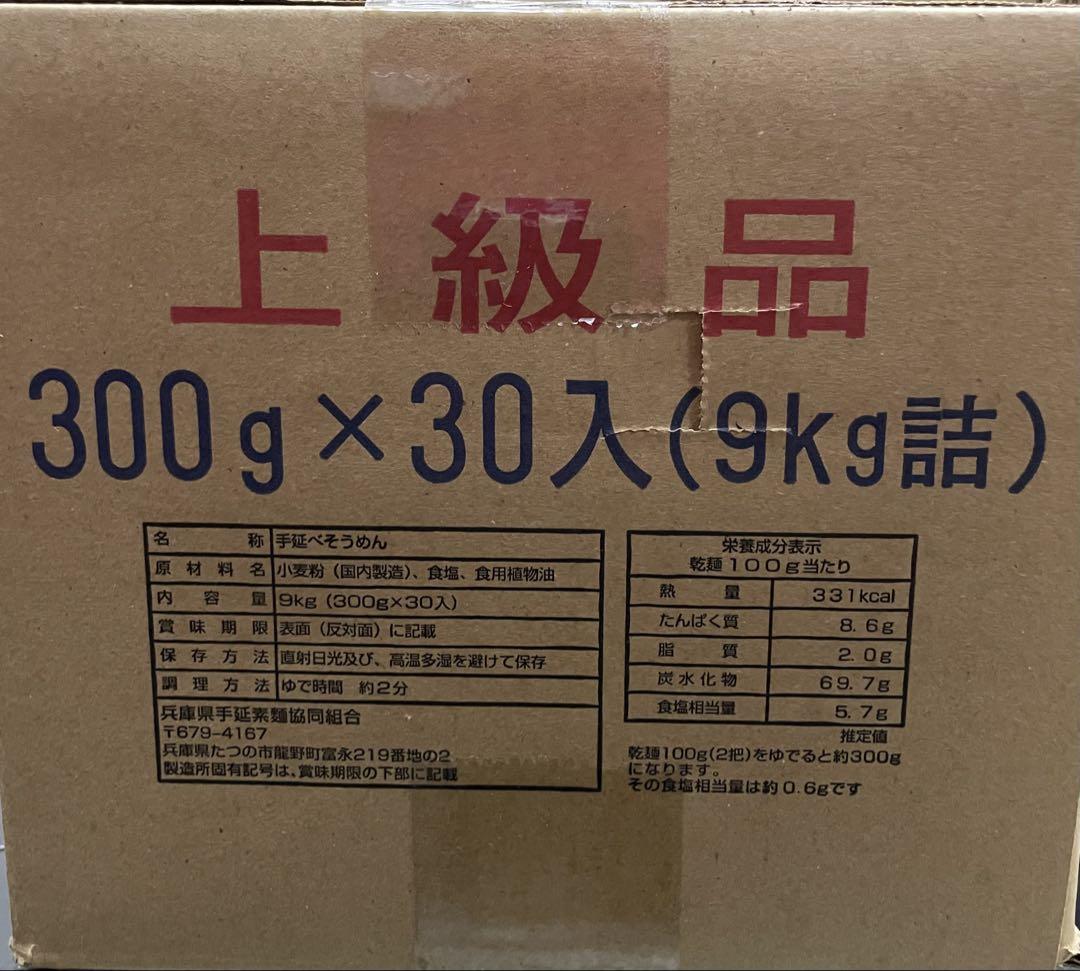 上級品
300g×30入(9kg詰)
名称 手延べそうめん
原材料名 小麦粉（国内製造）、食塩、食用植物油
内容量 9kg（300g×30入）
賞味期限 表面（反対面）に記載
保存方法 直射日光及び、高温多湿を避けて保存
調理方法 ゆで時間 約2分
兵庫県手延素麺協同組合
〒679-4167
兵庫県たつの市龍野町富永219番地の2
製造所固有記号は、賞味期限の下部に記載
栄養成分表示
乾麺100g当たり
熱量 331kcal
たんぱく質 8.6g
脂質 2.0g
炭水化物 69.7g
食塩相当量 5.7g
推定値
乾麺100g(2把)をゆでると約300g
になります。
その食塩相当量は約0.6gです